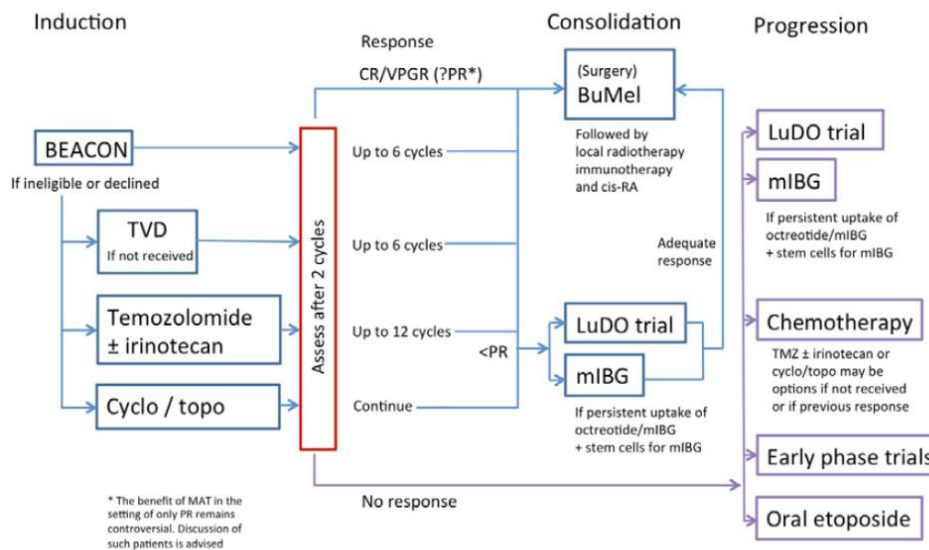 Induction
Response
Consolidation
Progression
CR/VPGR (?PR*)
BEACON
If ineligible or declined
TVD
If not received
Temozolomide
± irinotecan
Cyclo / topo
Assess after 2 cycles
Up to 6 cycles
Up to 6 cycles
Up to 12 cycles
Continue
<PR
No response
(Surgery)
BuMel
Followed by
local radiotherapy
immunotherapy
and cis-RA
Adequate
response
LuDO trial
mIBG
If persistent uptake of
octreotide/mIBG
+ stem cells for mIBG
LuDO trial
mIBG
If persistent uptake of
octreotide/mIBG
+ stem cells for mIBG
Chemotherapy
TMZ ± irinotecan or
cyclo/topo may be
options if not received
or if previous response
Early phase trials
Oral etoposide
* The benefit of MAT in the
setting of only PR remains
controversial. Discussion of
such patients is advised